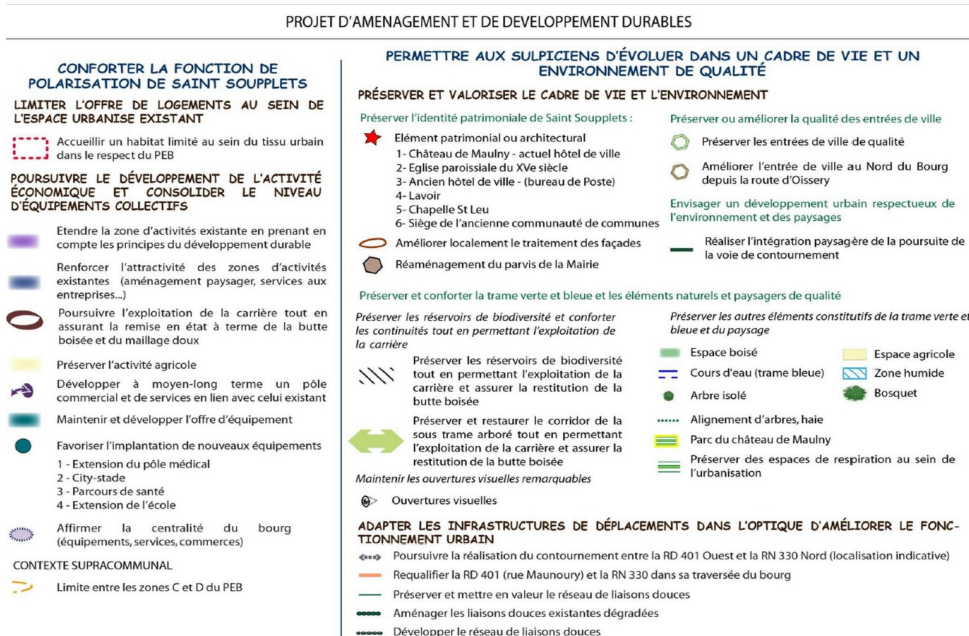 PROJET D'AMENAGEMENT ET DE DEVELOPPEMENT DURABLES
CONFORTER LA FONCTION DE
POLARISATION DE SAINT SOUPPLETS
LIMITER L'OFFRE DE LOGEMENTS AU SEIN DE
L'ESPACE URBANISE EXISTANT
Accueillir un habitat limité au sein du tissu urbain
dans le respect du PEB
POURSUIVRE LE DÉVELOPPEMENT DE L'ACTIVITÉ
ÉCONOMIQUE ET CONSOLIDER LE NIVEAU
D'ÉQUIPEMENTS COLLECTIFS
Etendre la zone d'activités existante en prenant en
compte les principes du développement durable
Renforcer l'attractivité des zones d'activités
existantes (aménagement paysager, services aux
entreprises...)
Poursuivre l'exploitation de la carrière tout en
assurant la remise en état à terme de la butte
boisée et du maillage doux
Préserver l'activité agricole
Développer à moyen-long terme un pôle
commercial et de services en lien avec celui existant
Maintenir et développer l'offre d'équipement
Favoriser l'implantation de nouveaux équipements
1 - Extension du pôle médical
2 - City-stade
3 - Parcours de santé
4 - Extension de l'école
Affirmer la centralité du bourg
(équipements, services, commerces)
CONTEXTE SUPRACOMMUNAL
Limite entre les zones C et D du PEB
PERMETTRE AUX SULPICIENS D'ÉVOLUER DANS UN CADRE DE VIE ET UN
ENVIRONNEMENT DE QUALITÉ
PRÉSERVER ET VALORISER LE CADRE DE VIE ET L'ENVIRONNEMENT
Préserver l'identité patrimoniale de Saint Soupplets :
Elément patrimonial ou architectural
1- Château de Maulny - actuel hôtel de ville
2- Eglise paroissiale du XVe siècle
3- Ancien hôtel de ville - (bureau de Poste)
4- Lavoir
5- Chapelle St Leu
6- Siège de l'ancienne communauté de communes
Améliorer localement le traitement des façades
Réaménagement du parvis de la Mairie
Préserver ou améliorer la qualité des entrées de ville
Préserver les entrées de ville de qualité
Améliorer l'entrée de ville au Nord du Bourg
depuis la route d'Oissery
Envisager un développement urbain respectueux de
l'environnement et des paysages
Réaliser l'intégration paysagère de la poursuite de
la voie de contournement
Préserver et conforter la trame verte et bleue et les éléments naturels et paysagers de qualité
Préserver les réservoirs de biodiversité et conforter
les continuités tout en permettant l'exploitation de
la carrière
Préserver les réservoirs de biodiversité
tout en permettant l'exploitation de la
carrière et assurer la restitution de la
butte boisée
Préserver et restaurer le corridor de la
sous trame arboré tout en permettant
l'exploitation de la carrière et assurer la
restitution de la butte boisée
Maintenir les ouvertures visuelles remarquables
Ouvertures visuelles
Préserver les autres éléments constitutifs de la trame verte et
bleue et du paysage
Espace boisé
Cours d'eau (trame bleue)
Arbre isolé
Espace agricole
Zone humide
Bosquet
Alignement d'arbres, haie
Parc du château de Maulny
Préserver des espaces de respiration au sein de
l'urbanisation
ADAPTER LES INFRASTRUCTURES DE DÉPLACEMENTS DANS L'OPTIQUE D'AMÉLIORER LE FONC-
TIONNEMENT URBAIN
Poursuivre la réalisation du contournement entre la RD 401 Ouest et la RN 330 Nord (localisation indicative)
Requalifier la RD 401 (rue Maunoury) et la RN 330 dans sa traversée du bourg
Préserver et mettre en valeur le réseau de liaisons douces
Aménager les liaisons douces existantes dégradées
Développer le réseau de liaisons douces